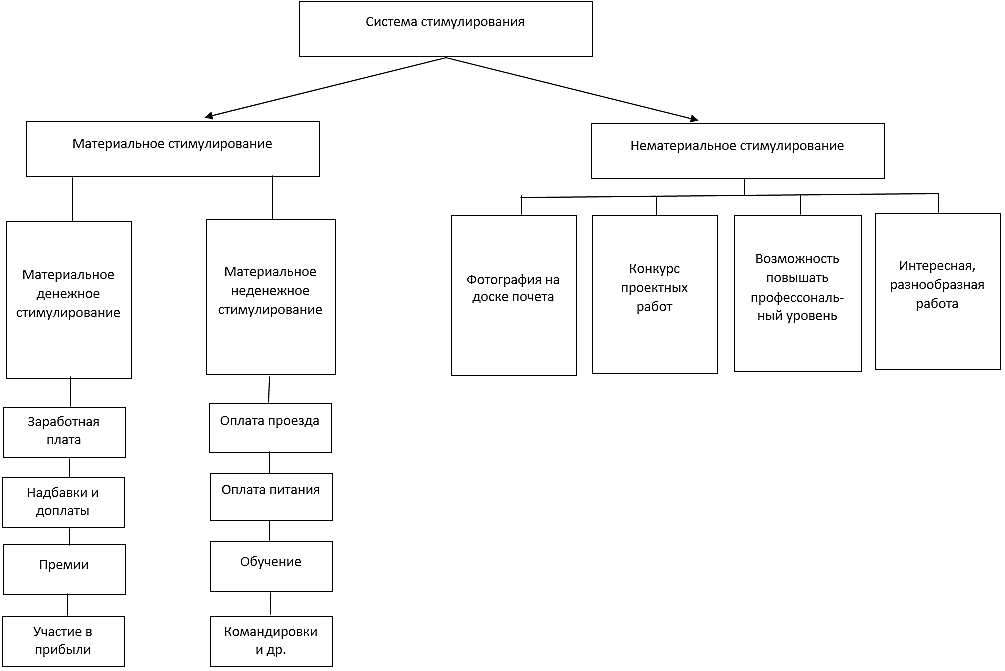 Система стимулирования
Материальное стимулирование
Нематериальное стимулирование
Материальное
денежное
стимулирование
Материальное
неденежное
стимулирование
Фотография на
доске почета
Конкурс
проектных
работ
Возможность
повышать
профессональ-
ный уровень
Интересная,
разнообразная
работа
Заработная
плата
Надбавки и
доплаты
Премии
Участие в
прибыли
Оплата проезда
Оплата питания
Обучение
Командировки
и др.